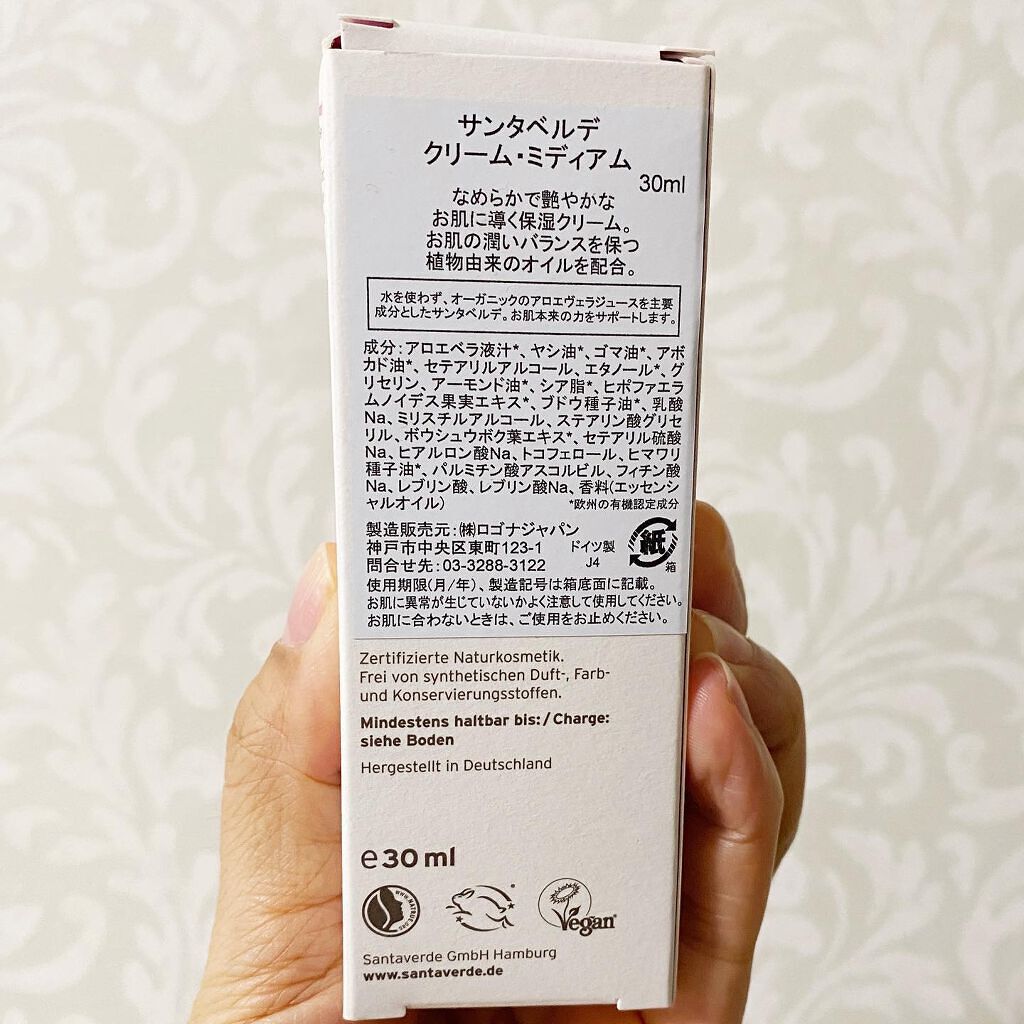 サンタベルデ
クリーム・ミディアム
30ml
なめらかで艶やかな
お肌に導く保湿クリーム。
お肌の潤いバランスを保つ
植物由来のオイルを配合。
水を使わず、オーガニックのアロエヴェラジュースを主要
成分としたサンタベルデ。お肌本来の力をサポートします。
成分：アロエベラ液汁*、ヤシ油*、ゴマ油*、アボ
カド油*、セテアリルアルコール、エタノール*、グ
リセリン、アーモンド油*、シア脂*、ヒポファエラ
ムノイデス果実エキス*、ブドウ種子油*、乳酸
Na、ミリスチルアルコール、ステアリン酸グリセ
リル、ボウシュウボク葉エキス*、セテアリル硫酸
Na、ヒアルロン酸Na、トコフェロール、ヒマワリ
種子油*、パルミチン酸アスコルビル、フィチン酸
Na、レブリン酸、レブリン酸Na、香料（エッセンシ
ャルオイル）
*欧州の有機認定成分
製造販売元：㈱ロゴナジャパン
神戸市中央区東町123-1
ドイツ製
問合せ先：03-3288-3122
J4
紙
箱
使用期限（月／年）、製造記号は箱底面に記載。
お肌に異常が生じていないかよく注意して使用してください。
お肌に合わないときは、ご使用をお止めください。
Zertifizierte Naturkosmetik.
Frei von synthetischen Duft-, Farb-
und Konservierungsstoffen.
Mindestens haltbar bis:/Charge:
siehe Boden
Hergestellt in Deutschland
e 30 ml
www.NATRUE.ORG
Vegan
Santaverde GmbH Hamburg
www.santaverde.de